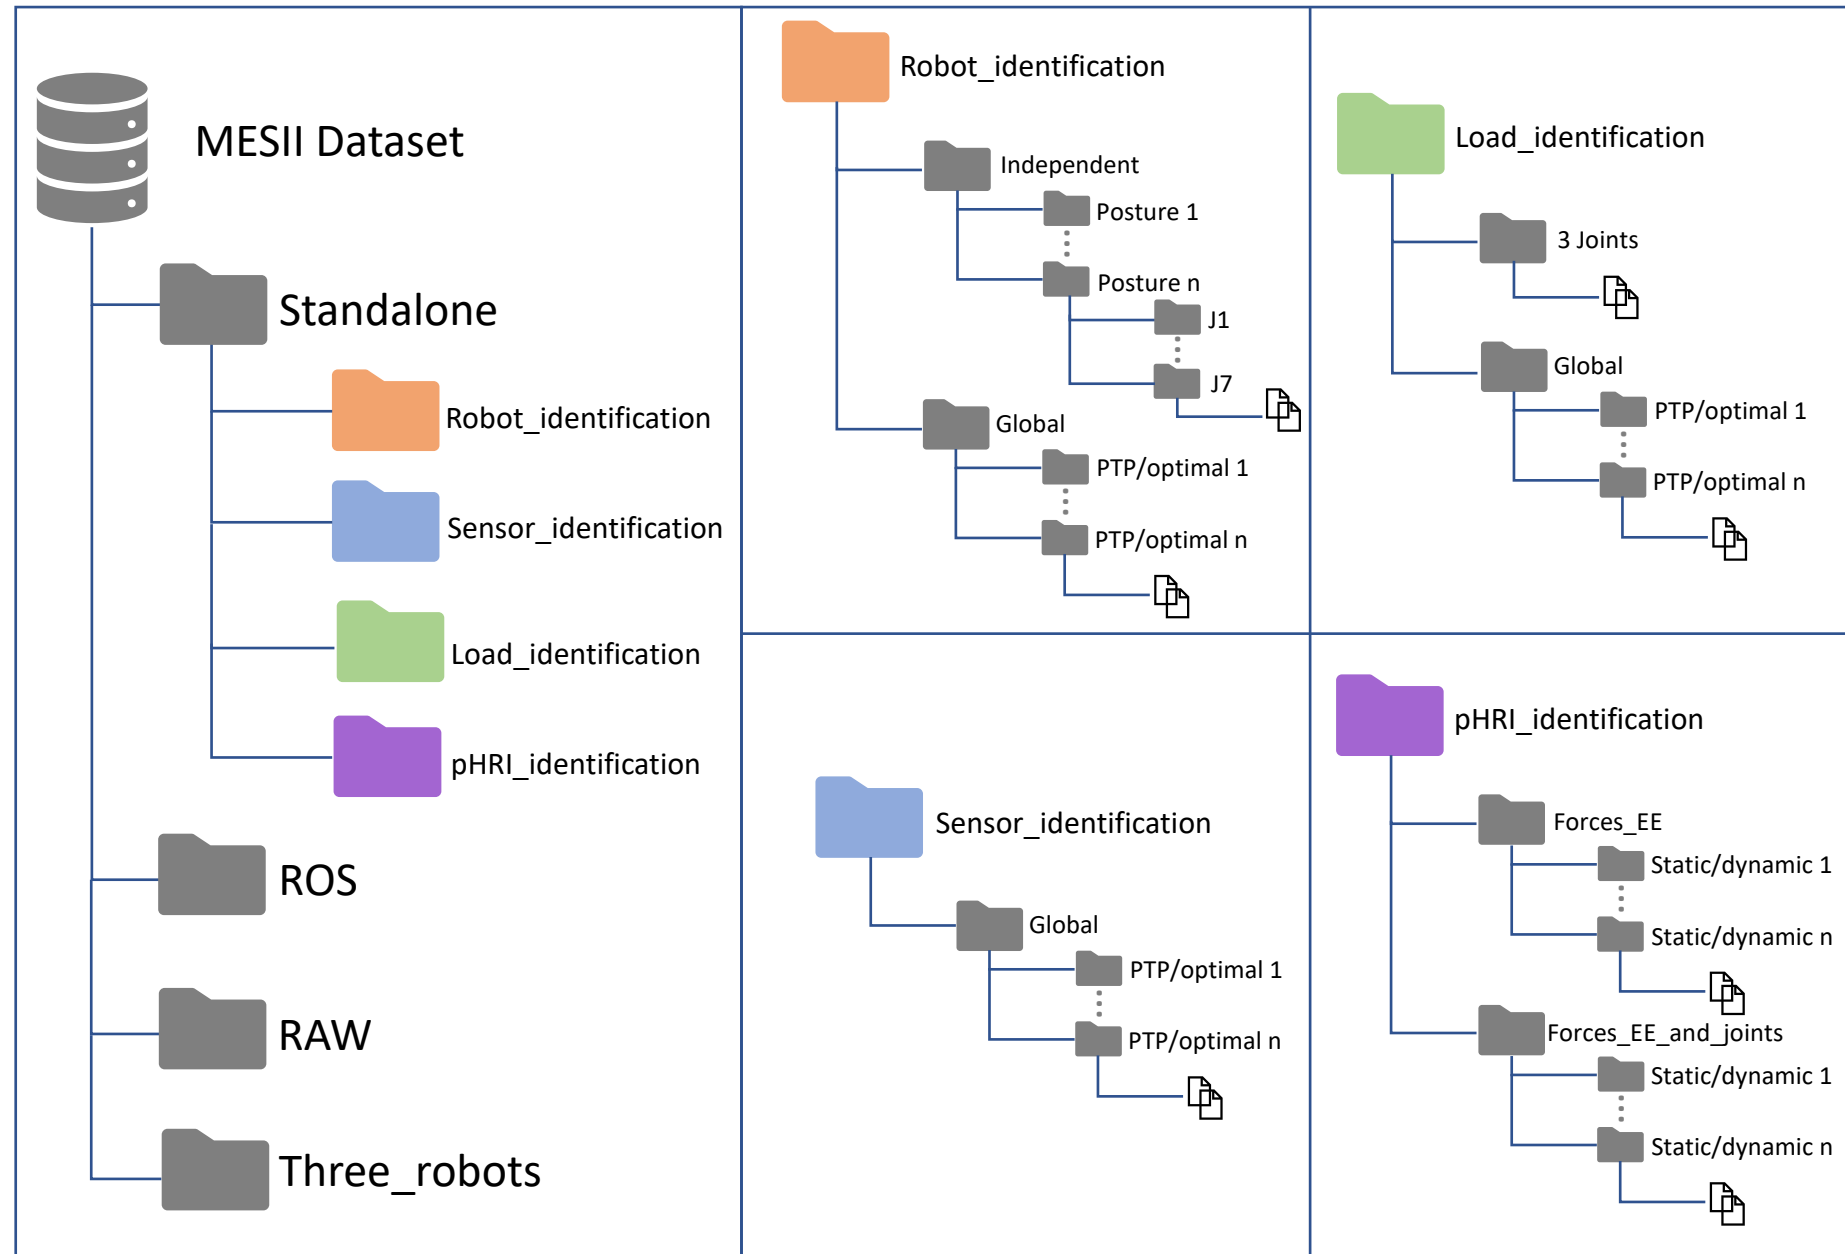 MESII Dataset
Standalone
Robot_identification
Sensor_identification
Load_identification
pHRI_identification
ROS
RAW
Three_robots
Robot_identification
Independent
Posture 1
Posture n
J1
J7
Global
PTP/optimal 1
PTP/optimal n
Load_identification
3 Joints
Global
PTP/optimal 1
PTP/optimal n
Sensor_identification
Global
PTP/optimal 1
PTP/optimal n
pHRI_identification
Forces_EE
Static/dynamic 1
Static/dynamic n
Forces_EE_and_joints
Static/dynamic 1
Static/dynamic n